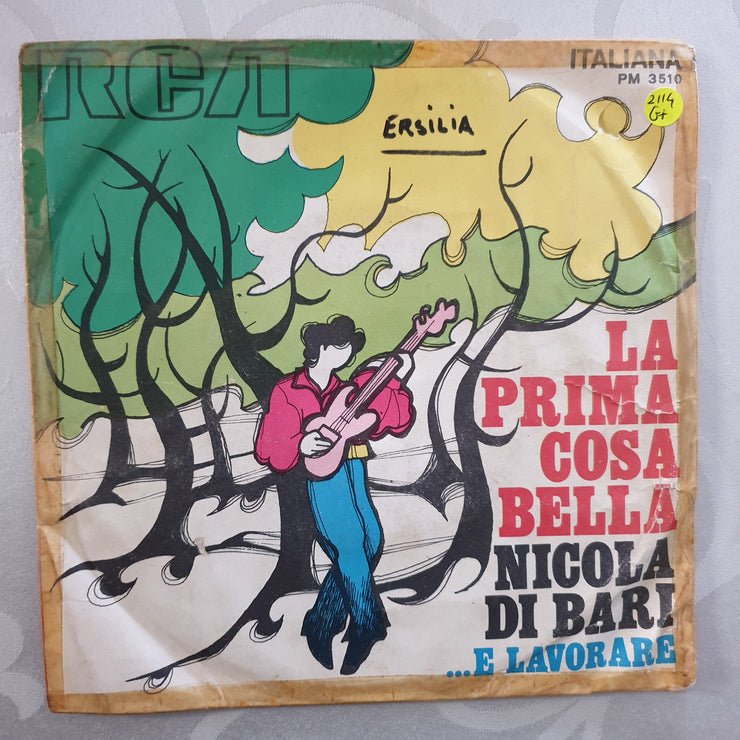 RCA
ITALIANA
PM 3510
2114
G+
ERSILIA
LA
PRIMA
COSA
BELLA
NICOLA
DI BARI
...E LAVORARE